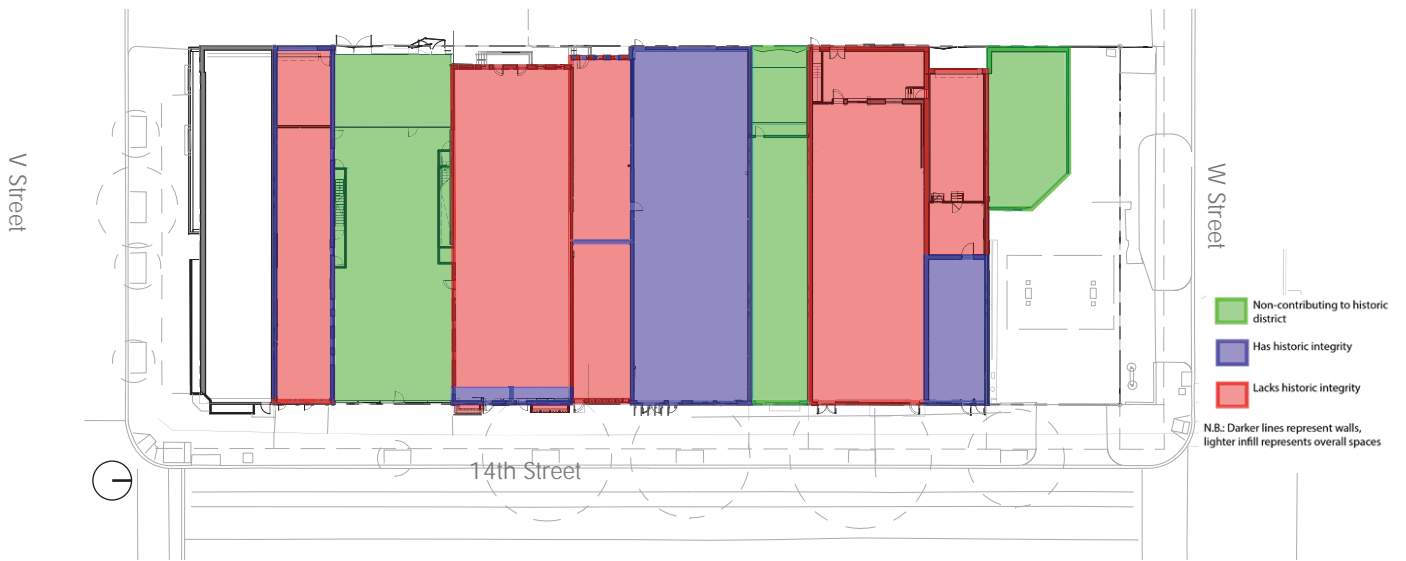 V Street
W Street
Non-contributing to historic
district
Has historic integrity
Lacks historic integrity
N.B.: Darker lines represent walls,
lighter infill represents overall spaces
14th Street